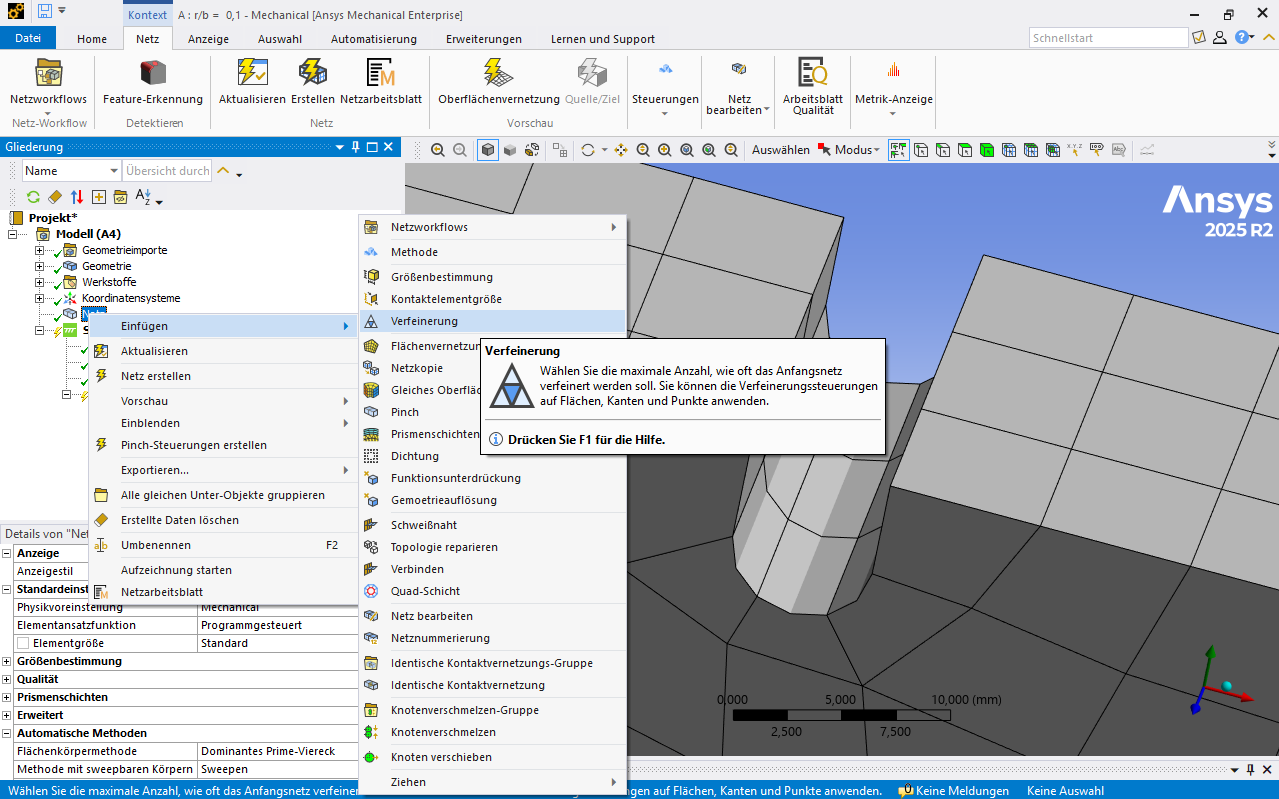 Kontext
A : r/b = 0,1 - Mechanical [Ansys Mechanical Enterprise]
Datei
Home
Netz
Anzeige
Auswahl
Automatisierung
Erweiterungen
Lernen und Support
Schnellstart
Netzworkflows
Feature-Erkennung
Aktualisieren
Erstellen
Netzarbeitsblatt
Oberflächenvernetzung
Quelle/Ziel
Steuerungen
Netz
bearbeiten
Arbeitsblatt
Qualität
Metrik-Anzeige
Netz-Workflow
Detektieren
Netz
Vorschau
Gliederung
Auswählen
Modus
Name
Übersicht durch
Projekt*
Modell (A4)
Geometrieimporte
Geometrie
Werkstoffe
Koordinatensysteme
Einfügen
Aktualisieren
Netz erstellen
Vorschau
Einblenden
Pinch-Steuerungen erstellen
Exportieren...
Alle gleichen Unter-Objekte gruppieren
Erstellte Daten löschen
Umbenennen F2
Aufzeichnung starten
Netzarbeitsblatt
Netzworkflows
Methode
Größenbestimmung
Kontaktelementgröße
Verfeinerung
Flächenvernetzun
Netzkopie
Gleiches Oberfläc
Pinch
Prismenschichten
Dichtung
Funktionsunterdrückung
Gemoetrieauflösung
Schweißnaht
Topologie reparieren
Verbinden
Quad-Schicht
Netz bearbeiten
Netznummerierung
Identische Kontaktvernetzungs-Gruppe
Identische Kontaktvernetzung
Knotenverschmelzen-Gruppe
Knotenverschmelzen
Knoten verschieben
Ziehen
Verfeinerung
Wählen Sie die maximale Anzahl, wie oft das Anfangsnetz
verfeinert werden soll. Sie können die Verfeinerungssteuerungen
auf Flächen, Kanten und Punkte anwenden.
Drücken Sie F1 für die Hilfe.
Ansys
2025 R2
0,000 5,000 10,000 (mm)
2,500 7,500
Details von "Net
Anzeige
Anzeigestil
Standardeinst
Physikvoreinstellung Mechanical
Elementansatzfunktion Programmgesteuert
Elementgröße Standard
Größenbestimmung
Qualität
Prismenschichten
Erweitert
Automatische Methoden
Flächenkörpermethode Dominantes Prime-Viereck
Methode mit sweepbaren Körpern Sweepen
Wählen Sie die maximale Anzahl, wie oft das Anfangsnetz verfeiner
ngen auf Flächen, Kanten und Punkte anwenden.
Keine Meldungen
Keine Auswahl